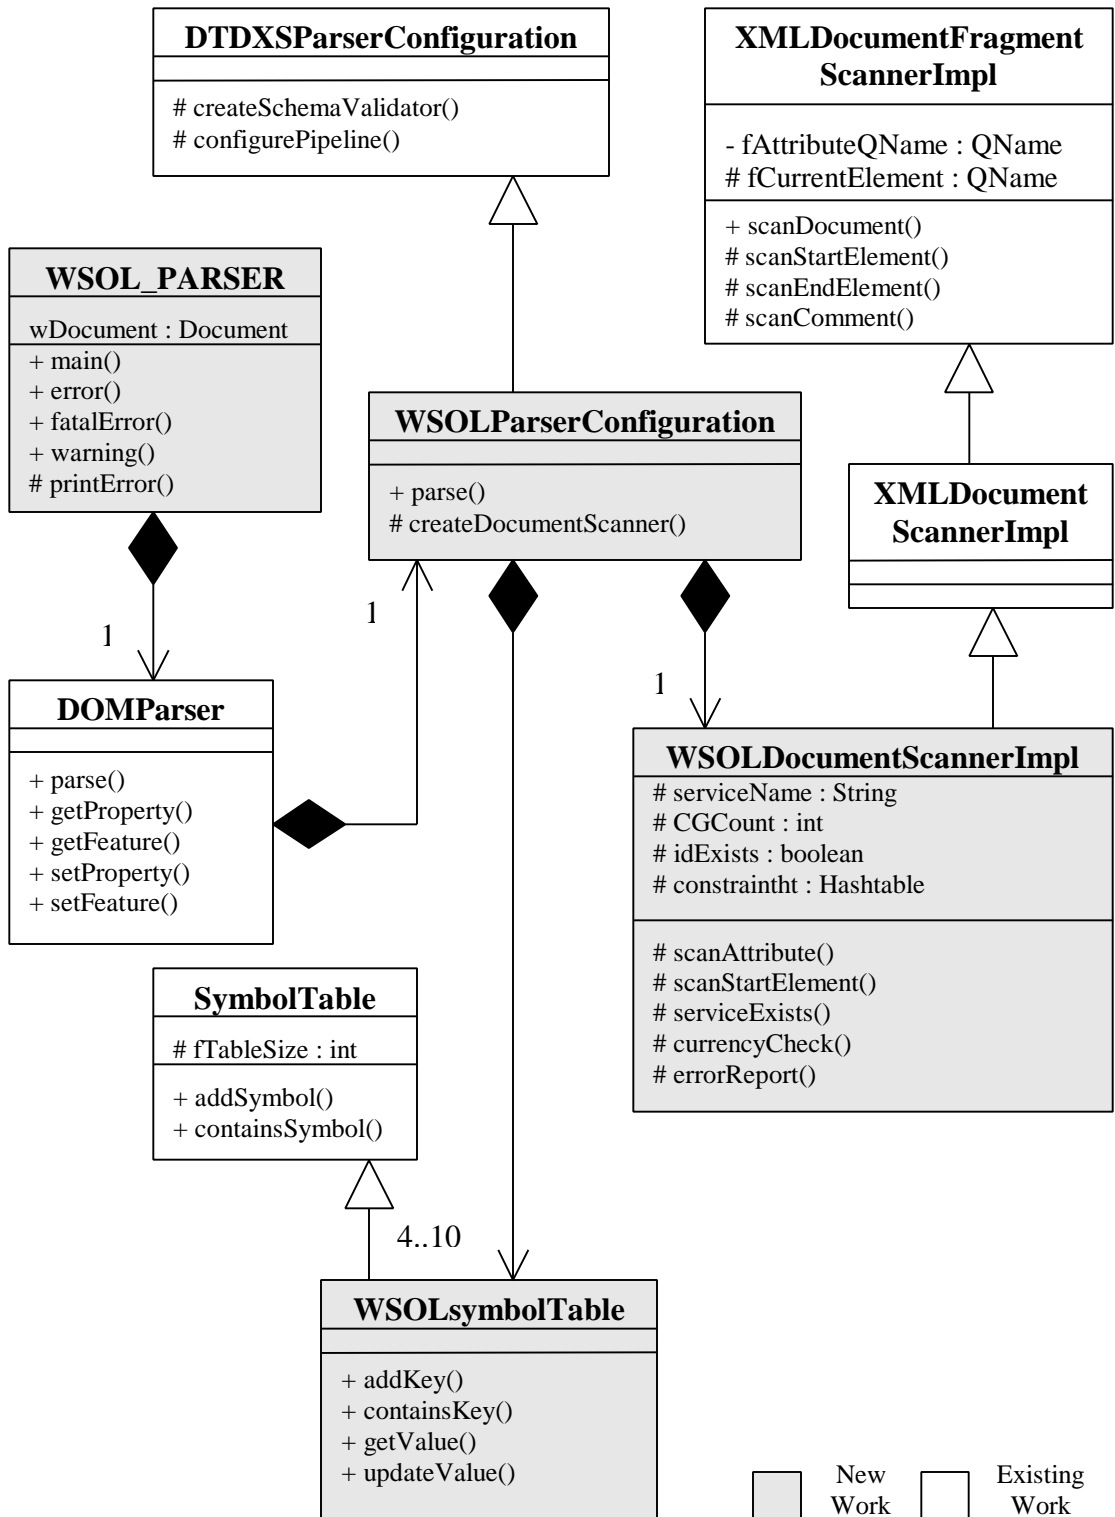 DTDXSParserConfiguration
# createSchemaValidator()
# configurePipeline()
XMLDocumentFragment
ScannerImpl
- fAttributeQName : QName
# fCurrentElement : QName
+ scanDocument()
# scanStartElement()
# scanEndElement()
# scanComment()
WSOL_PARSER
wDocument : Document
+ main()
+ error()
+ fatalError()
+ warning()
# printError()
WSOLParserConfiguration
+ parse()
# createDocumentScanner()
XMLDocument
ScannerImpl
1
1
1
DOMParser
+ parse()
+ getProperty()
+ getFeature()
+ setProperty()
+ setFeature()
WSOLDocumentScannerImpl
# serviceName : String
# CGCount : int
# idExists : boolean
# constraintht : Hashtable
# scanAttribute()
# scanStartElement()
# serviceExists()
# currencyCheck()
# errorReport()
SymbolTable
# fTableSize : int
+ addSymbol()
+ containsSymbol()
4..10
WSOLsymbolTable
+ addKey()
+ containsKey()
+ getValue()
+ updateValue()
New
Work
Existing
Work